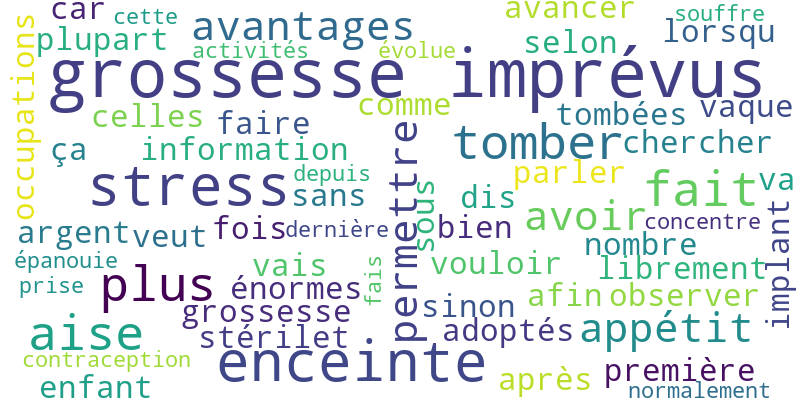 car cette avantages avancer souffre
plupart activités évolue selon lorsqu
occupations grossesse imprévus
celles faire comme tombées vaque
ça information tomber chercher
stress depuis sans permettre sous dis parler fait va
argent veut fois dernière bien avoir concentre
épanouie vais vouloir nombre librement implant
prise plus énormes fais sinon afin observer
aise grossesse stérilet adoptés appétit
contraception enceinte première
enfant après normalement